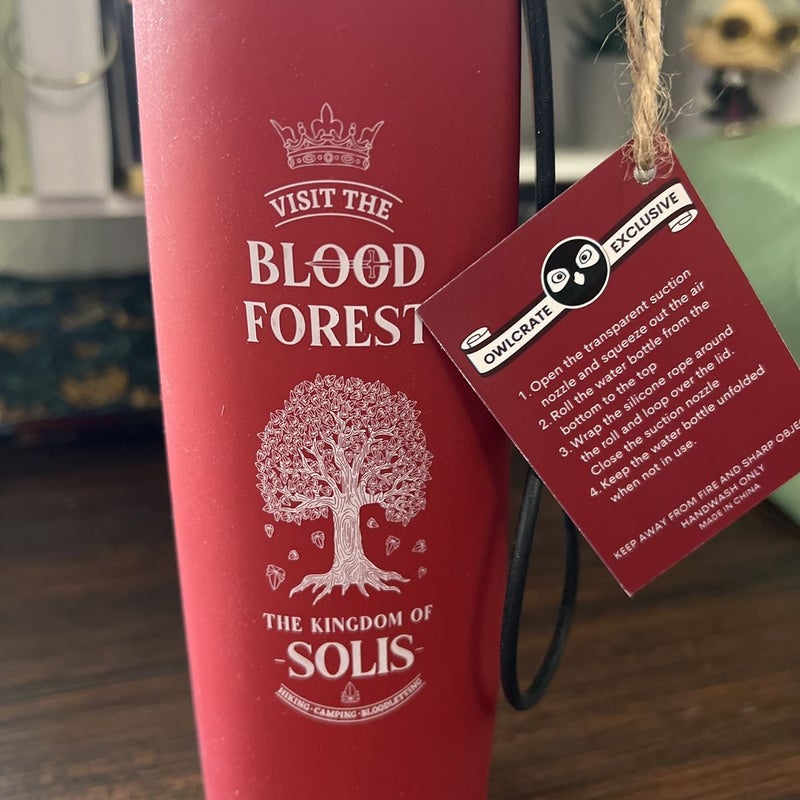 VISIT THE
BLOOD
FOREST
THE KINGDOM OF
-SOLIS-
HIKING · CAMPING · BLOODLETTING
OWLCRATE EXCLUSIVE
1. Open the transparent suction
nozzle and squeeze out the air
2. Roll the water bottle from the
bottom to the top
3. Wrap the silicone rope around
the roll and loop over the lid.
Close the suction nozzle
4. Keep the water bottle unfolded
when not in use.
KEEP AWAY FROM FIRE AND SHARP OBJE
HANDWASH ONLY
MADE IN CHINA